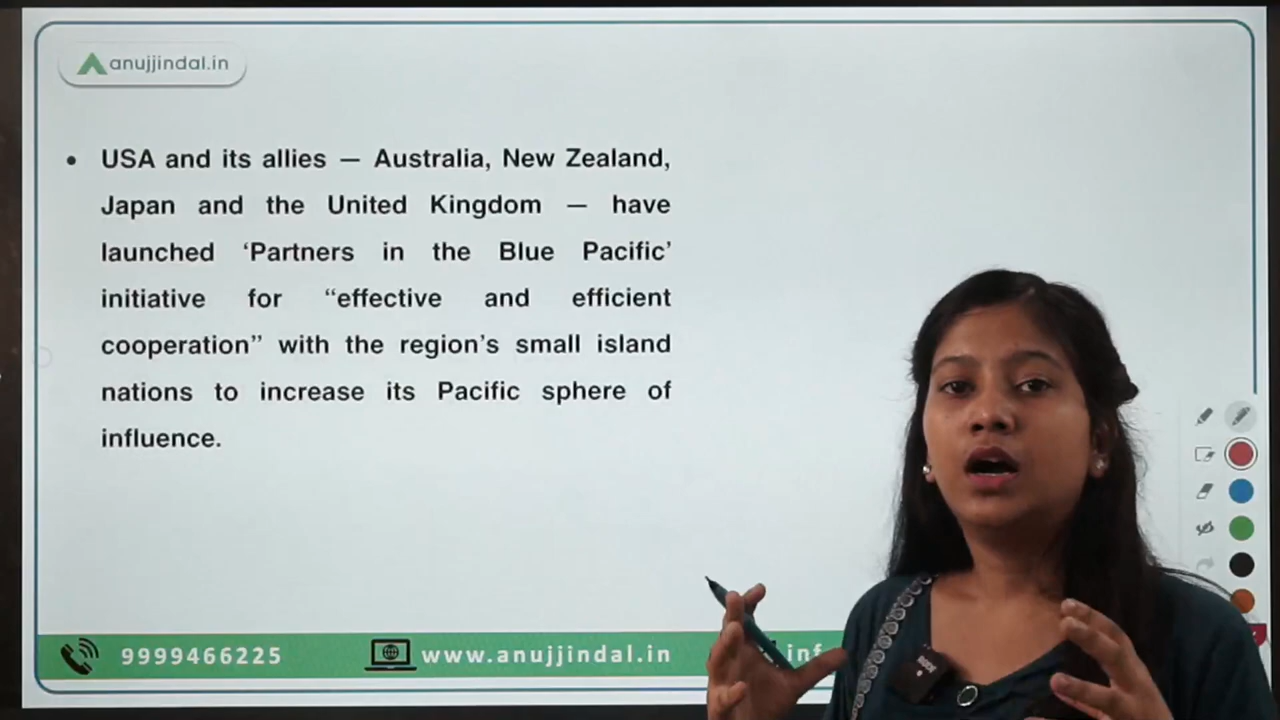 anujjindal.in
• USA and its allies — Australia, New Zealand,
Japan and the United Kingdom — have
launched ‘Partners in the Blue Pacific’
initiative for “effective and efficient
cooperation” with the region’s small island
nations to increase its Pacific sphere of
influence.
9999466225
www.anujjindal.in